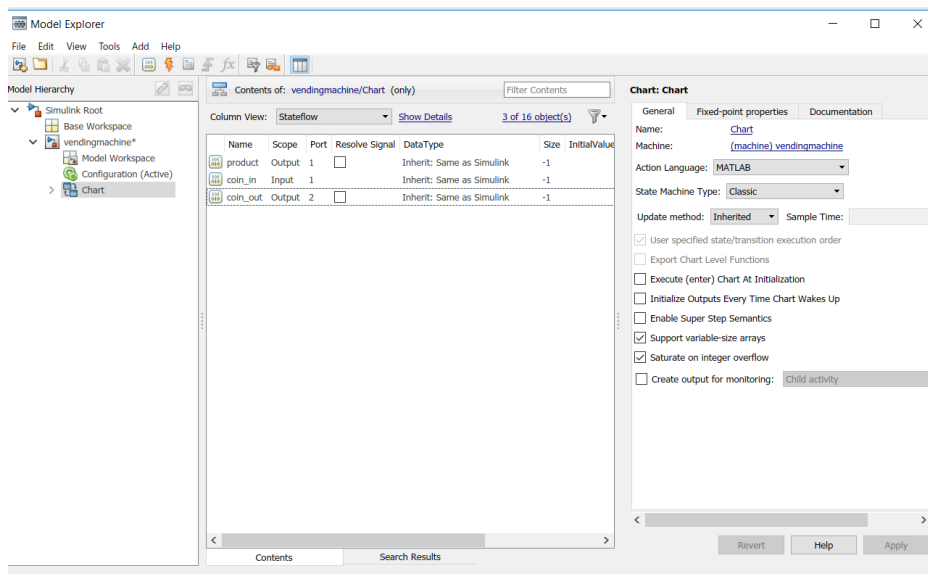 Model Explorer
File Edit View Tools Add Help
Model Hierarchy
Simulink Root
Base Workspace
vendingmachine*
Model Workspace
Configuration (Active)
Chart
Contents of: vendingmachine/Chart (only)
Filter Contents
Column View: Stateflow Show Details 3 of 16 object(s)
Name Scope Port Resolve Signal DataType Size InitialValue
product Output 1 Inherit: Same as Simulink -1
coin_in Input 1 Inherit: Same as Simulink -1
coin_out Output 2 Inherit: Same as Simulink -1
Contents Search Results
Chart: Chart
General Fixed-point properties Documentation
Name: Chart
Machine: (machine) vendingmachine
Action Language: MATLAB
State Machine Type: Classic
Update method: Inherited Sample Time:
User specified state/transition execution order
Export Chart Level Functions
Execute (enter) Chart At Initialization
Initialize Outputs Every Time Chart Wakes Up
Enable Super Step Semantics
Support variable-size arrays
Saturate on integer overflow
Create output for monitoring: Child activity
Revert Help Apply